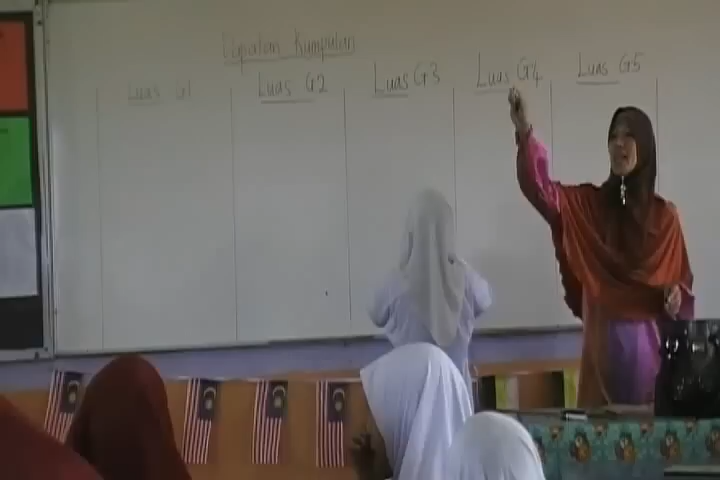 Dapatan Kumpulan
Luas G1
Luas G2
Luas G3
Luas G4
Luas G5